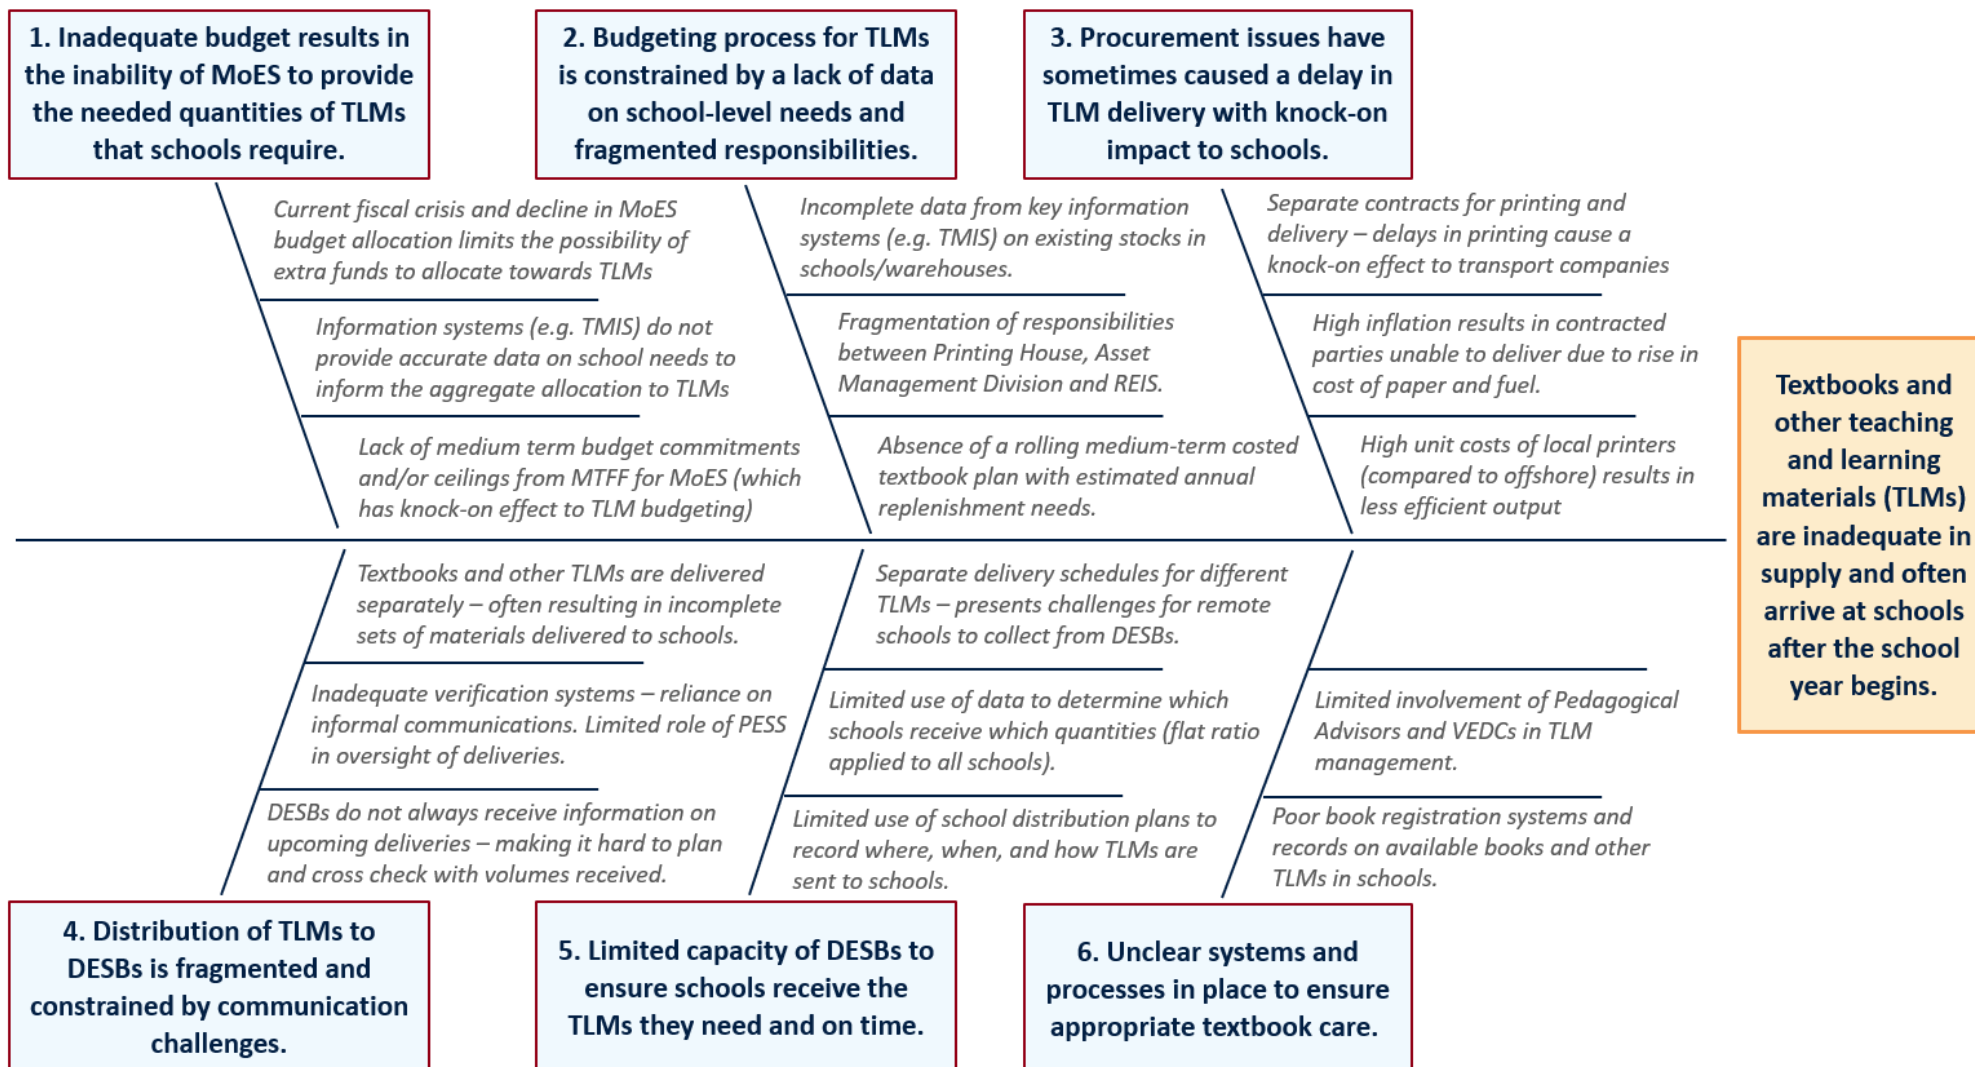 1. Inadequate budget results in
the inability of MoES to provide
the needed quantities of TLMs
that schools require.
2. Budgeting process for TLMs
is constrained by a lack of data
on school-level needs and
fragmented responsibilities.
3. Procurement issues have
sometimes caused a delay in
TLM delivery with knock-on
impact to schools.
Current fiscal crisis and decline in MoES
budget allocation limits the possibility of
extra funds to allocate towards TLMs
Information systems (e.g. TMIS) do not
provide accurate data on school needs to
inform the aggregate allocation to TLMs
Lack of medium term budget commitments
and/or ceilings from MTFF for MoES (which
has knock-on effect to TLM budgeting)
Incomplete data from key information
systems (e.g. TMIS) on existing stocks in
schools/warehouses.
Fragmentation of responsibilities
between Printing House, Asset
Management Division and REIS.
Absence of a rolling medium-term costed
textbook plan with estimated annual
replenishment needs.
Separate contracts for printing and
delivery – delays in printing cause a
knock-on effect to transport companies
High inflation results in contracted
parties unable to deliver due to rise in
cost of paper and fuel.
High unit costs of local printers
(compared to offshore) results in
less efficient output
Textbooks and
other teaching
and learning
materials (TLMs)
are inadequate in
supply and often
arrive at schools
after the school
year begins.
Textbooks and other TLMs are delivered
separately – often resulting in incomplete
sets of materials delivered to schools.
Inadequate verification systems – reliance on
informal communications. Limited role of PESS
in oversight of deliveries.
DESBs do not always receive information on
upcoming deliveries – making it hard to plan
and cross check with volumes received.
Separate delivery schedules for different
TLMs – presents challenges for remote
schools to collect from DESBs.
Limited use of data to determine which
schools receive which quantities (flat ratio
applied to all schools).
Limited use of school distribution plans to
record where, when, and how TLMs are
sent to schools.
Limited involvement of Pedagogical
Advisors and VEDCs in TLM
management.
Poor book registration systems and
records on available books and other
TLMs in schools.
4. Distribution of TLMs to
DESBs is fragmented and
constrained by communication
challenges.
5. Limited capacity of DESBs to
ensure schools receive the
TLMs they need and on time.
6. Unclear systems and
processes in place to ensure
appropriate textbook care.